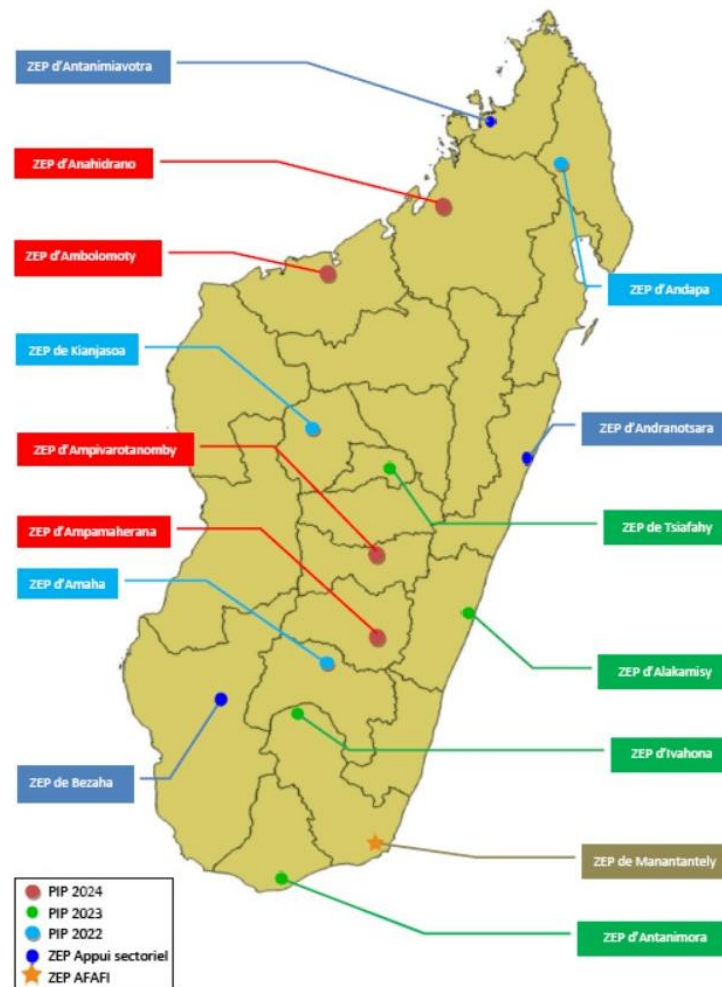 ZEP d'Antanimiavotra
ZEP d'Anahidrano
ZEP d'Ambolomoty
ZEP d'Andapa
ZEP de Kianjasoa
ZEP d'Andranotsara
ZEP d'Ampivarotanomby
ZEP de Tsiafahy
ZEP d'Ampamaherana
ZEP d'Amaha
ZEP d'Alakamisy
ZEP d'Ivahona
ZEP de Bezaha
ZEP de Manantantely
PIP 2024
PIP 2023
PIP 2022
ZEP Appui sectoriel
ZEP AFAFI
ZEP d'Antanimora